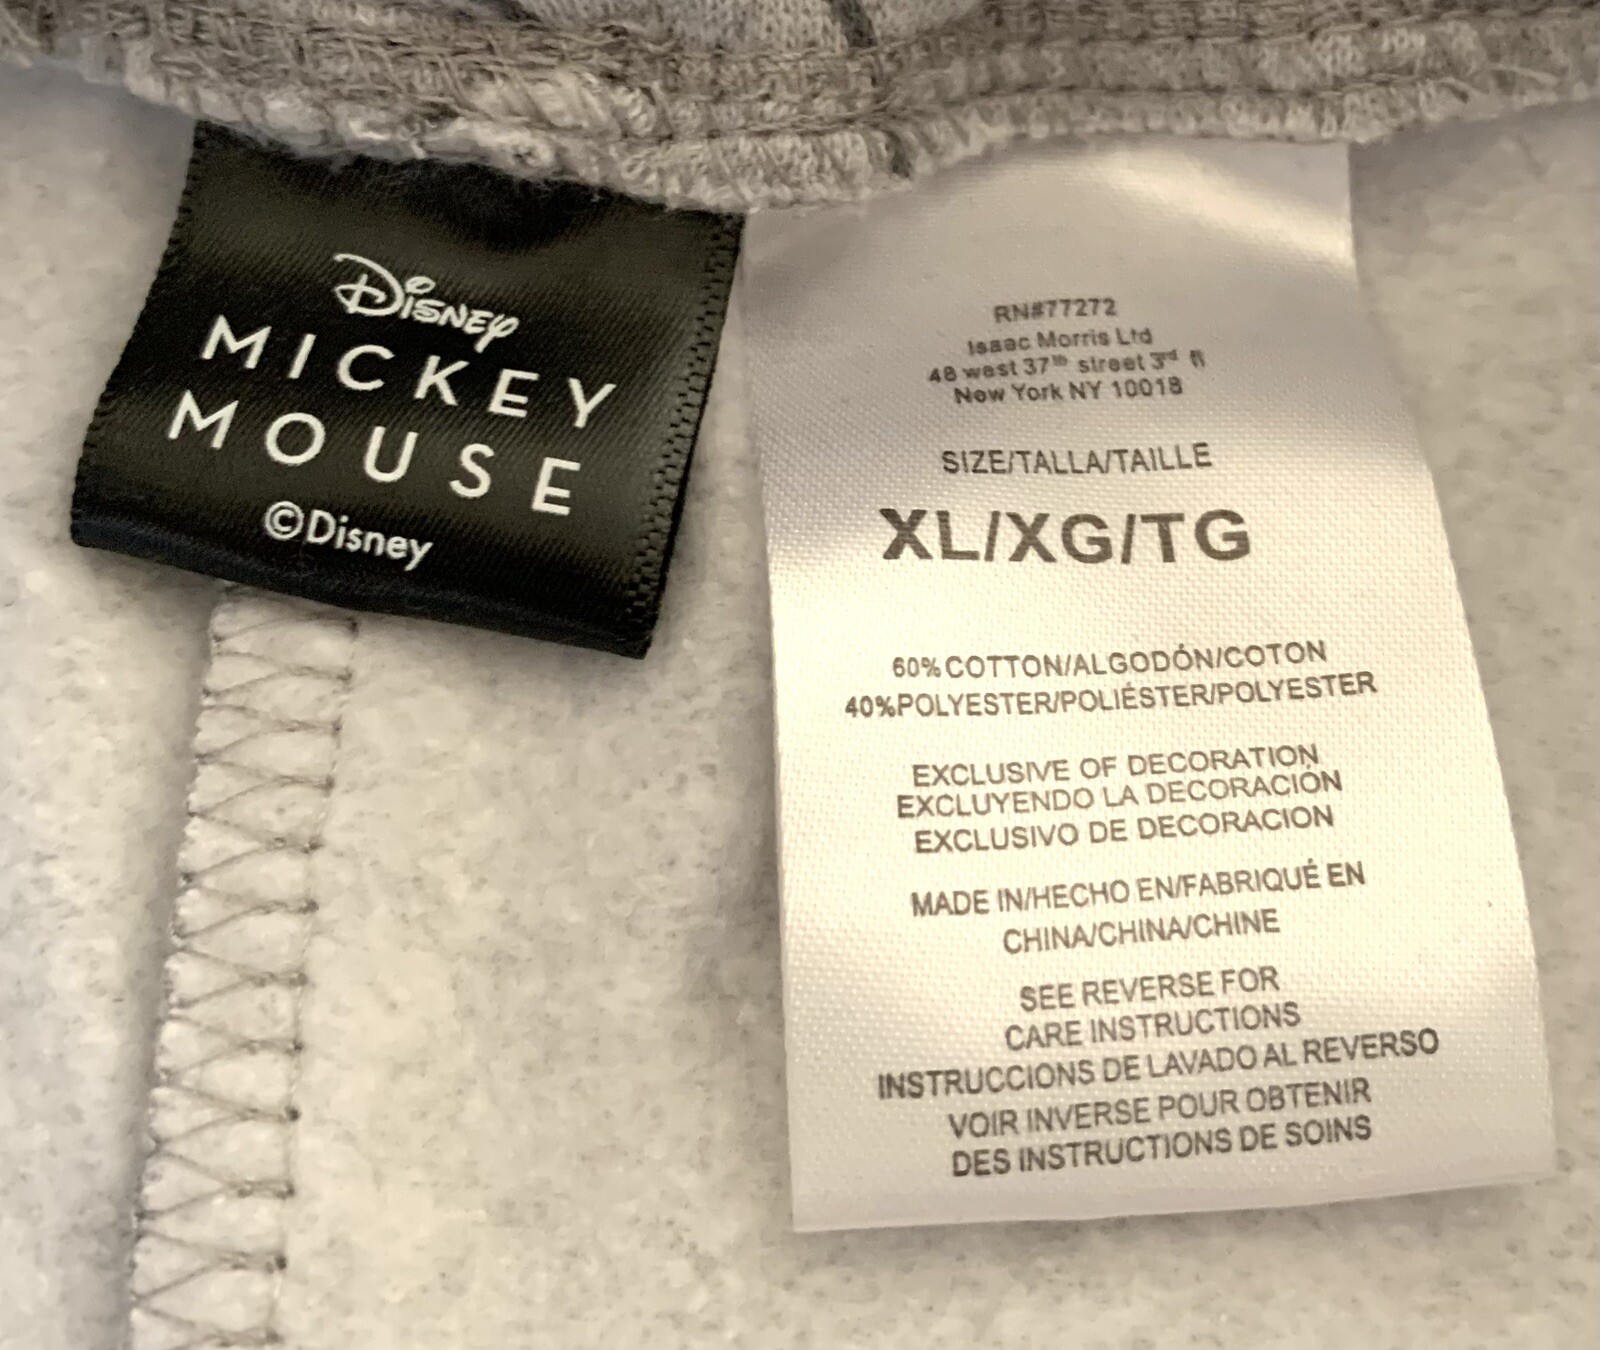 Disney
MICKEY
MOUSE
©Disney
RN#77272
Isaac Morris Ltd
48 west 37th street 3rd fl
New York NY 10018
SIZE/TALLA/TAILLE
XL/XG/TG
60%COTTON/ALGODÓN/COTON
40%POLYESTER/POLIÉSTER/POLYESTER
EXCLUSIVE OF DECORATION
EXCLUYENDO LA DECORACIÓN
EXCLUSIVO DE DECORACION
MADE IN/HECHO EN/FABRIQUÉ EN
CHINA/CHINA/CHINE
SEE REVERSE FOR
CARE INSTRUCTIONS
INSTRUCCIONS DE LAVADO AL REVERSO
VOIR INVERSE POUR OBTENIR
DES INSTRUCTIONS DE SOINS